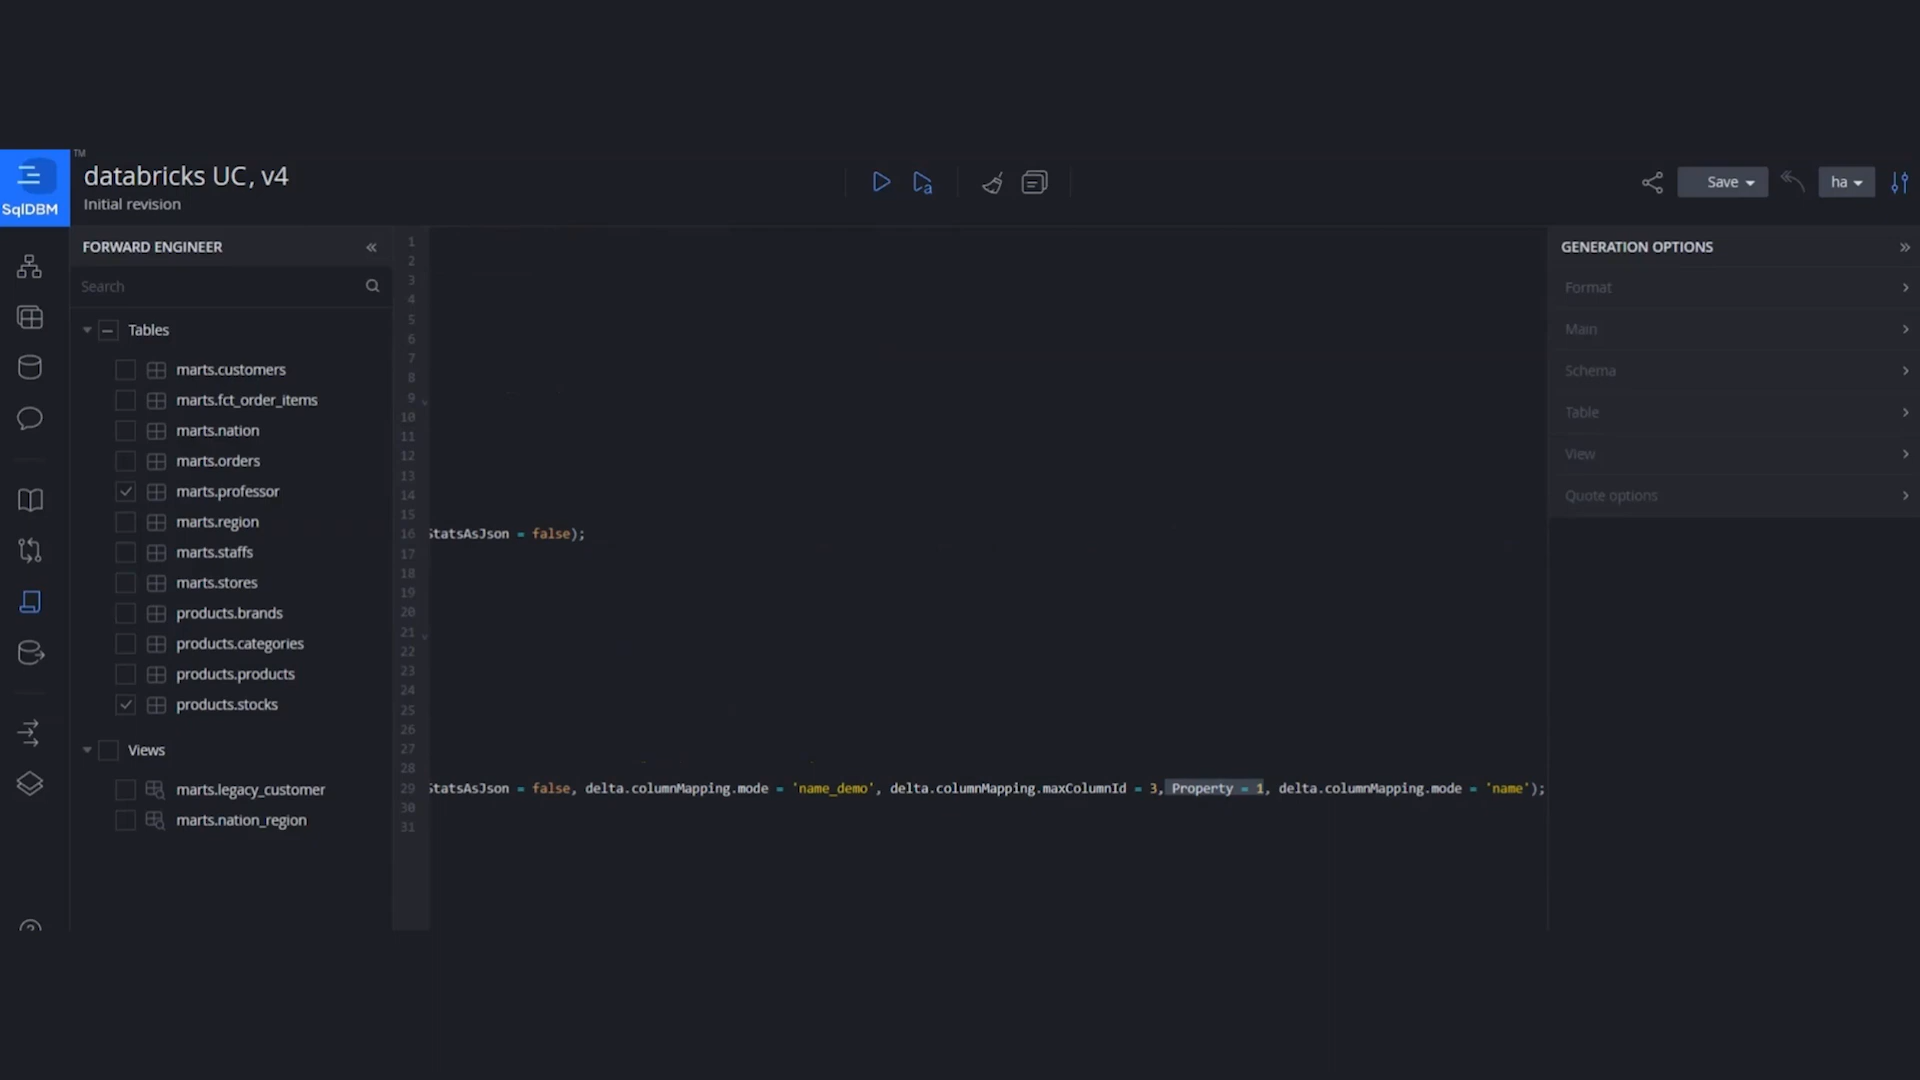 TM
SqlDBM
databricks UC, v4
Initial revision
Save
ha
FORWARD ENGINEER
Search
Tables
marts.customers
marts.fct_order_items
marts.nation
marts.orders
marts.professor
marts.region
marts.staffs
marts.stores
products.brands
products.categories
products.products
products.stocks
Views
marts.legacy_customer
marts.nation_region
1
2
3
4
5
6
7
8
9
10
11
12
13
14
15
16 StatsAsJson = false);
17
18
19
20
21
22
23
24
25
26
27
28
29 StatsAsJson = false, delta.columnMapping.mode = 'name_demo', delta.columnMapping.maxColumnId = 3, Property = 1, delta.columnMapping.mode = 'name');
30
31
GENERATION OPTIONS
Format
Main
Schema
Table
View
Quote options